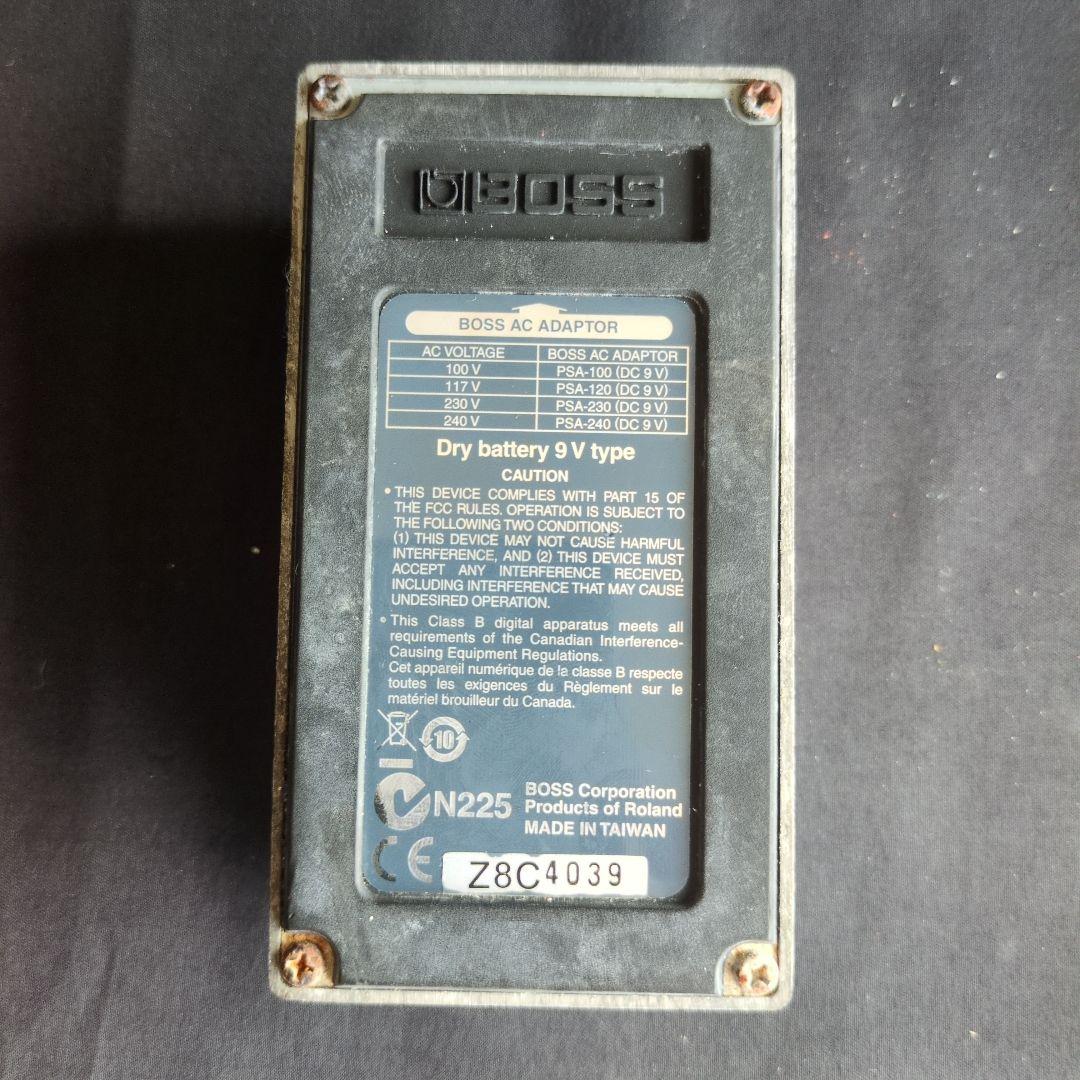 BOSS
BOSS AC ADAPTOR
AC VOLTAGE BOSS AC ADAPTOR
100 V PSA-100 (DC 9 V)
117 V PSA-120 (DC 9 V)
230 V PSA-230 (DC 9 V)
240 V PSA-240 (DC 9 V)
Dry battery 9 V type
CAUTION
• THIS DEVICE COMPLIES WITH PART 15 OF
THE FCC RULES. OPERATION IS SUBJECT TO
THE FOLLOWING TWO CONDITIONS:
(1) THIS DEVICE MAY NOT CAUSE HARMFUL
INTERFERENCE, AND (2) THIS DEVICE MUST
ACCEPT ANY INTERFERENCE RECEIVED,
INCLUDING INTERFERENCE THAT MAY CAUSE
UNDESIRED OPERATION.
• This Class B digital apparatus meets all
requirements of the Canadian Interference-
Causing Equipment Regulations.
Cet appareil numérique de la classe B respecte
toutes les exigences du Règlement sur le
matériel brouilleur du Canada.
10
N225
BOSS Corporation
Products of Roland
MADE IN TAIWAN
CE
Z8C4039